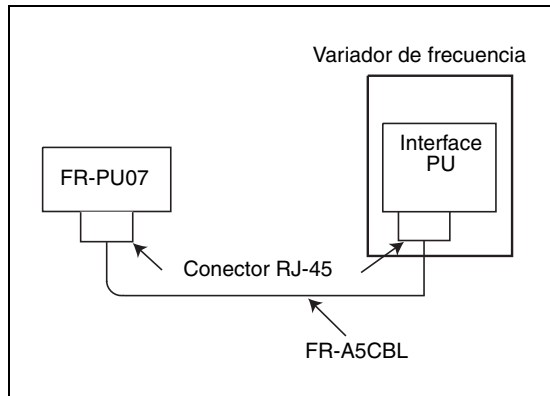 Variador de frecuencia
Interface
PU
FR-PU07
Conector RJ-45
FR-A5CBL